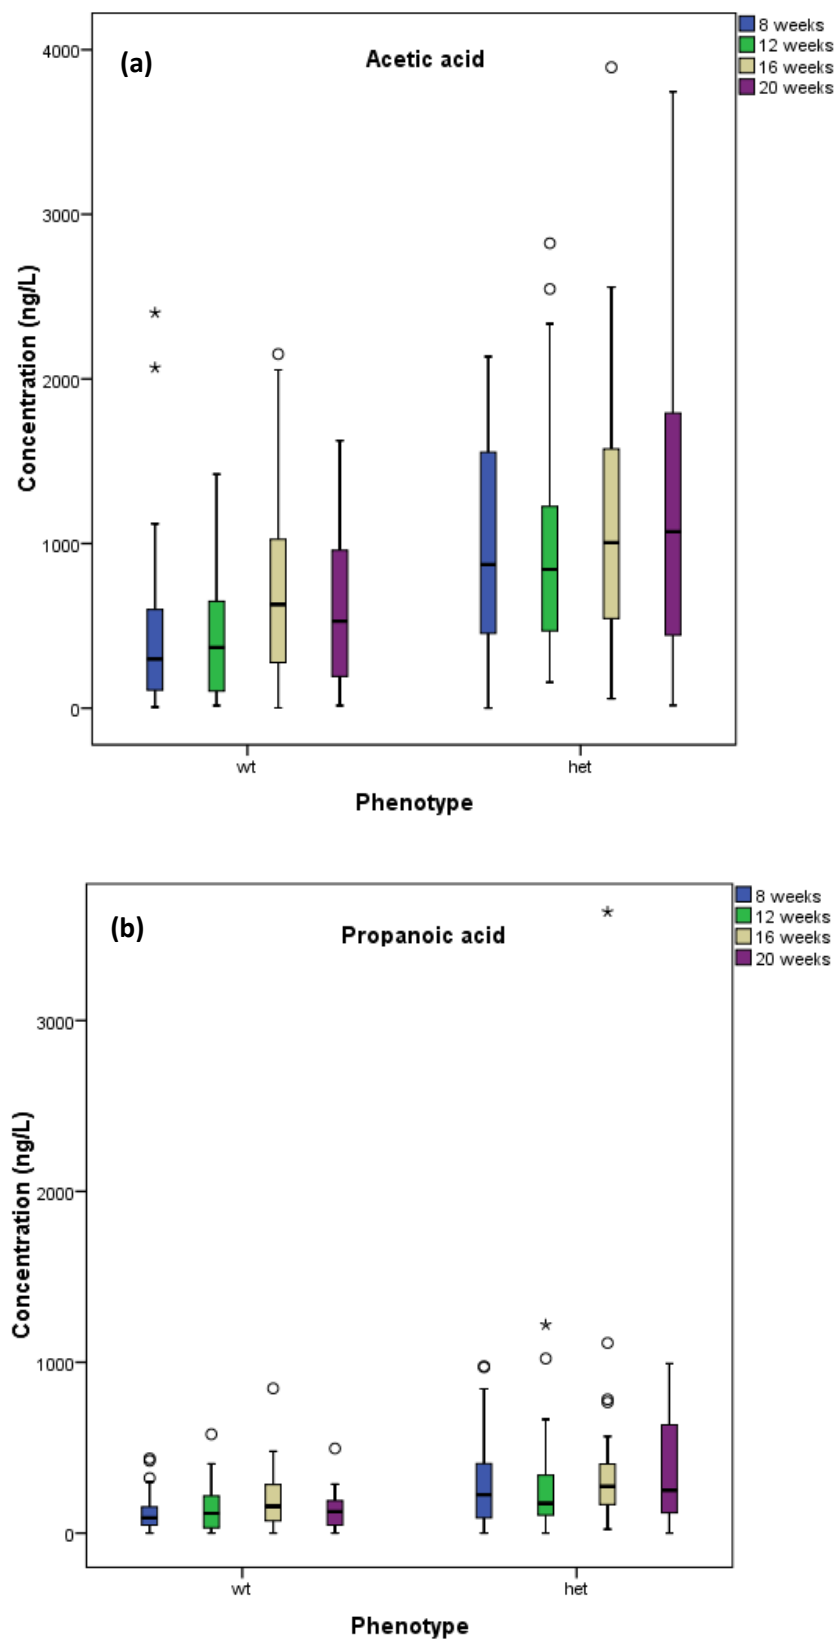 (a)
Acetic acid
8 weeks
12 weeks
16 weeks
20 weeks
4000
3000
2000
1000
0
Concentration (ng/L)
wt
het
Phenotype
(b)
Propanoic acid
8 weeks
12 weeks
16 weeks
20 weeks
3000
2000
1000
0
Concentration (ng/L)
wt
het
Phenotype